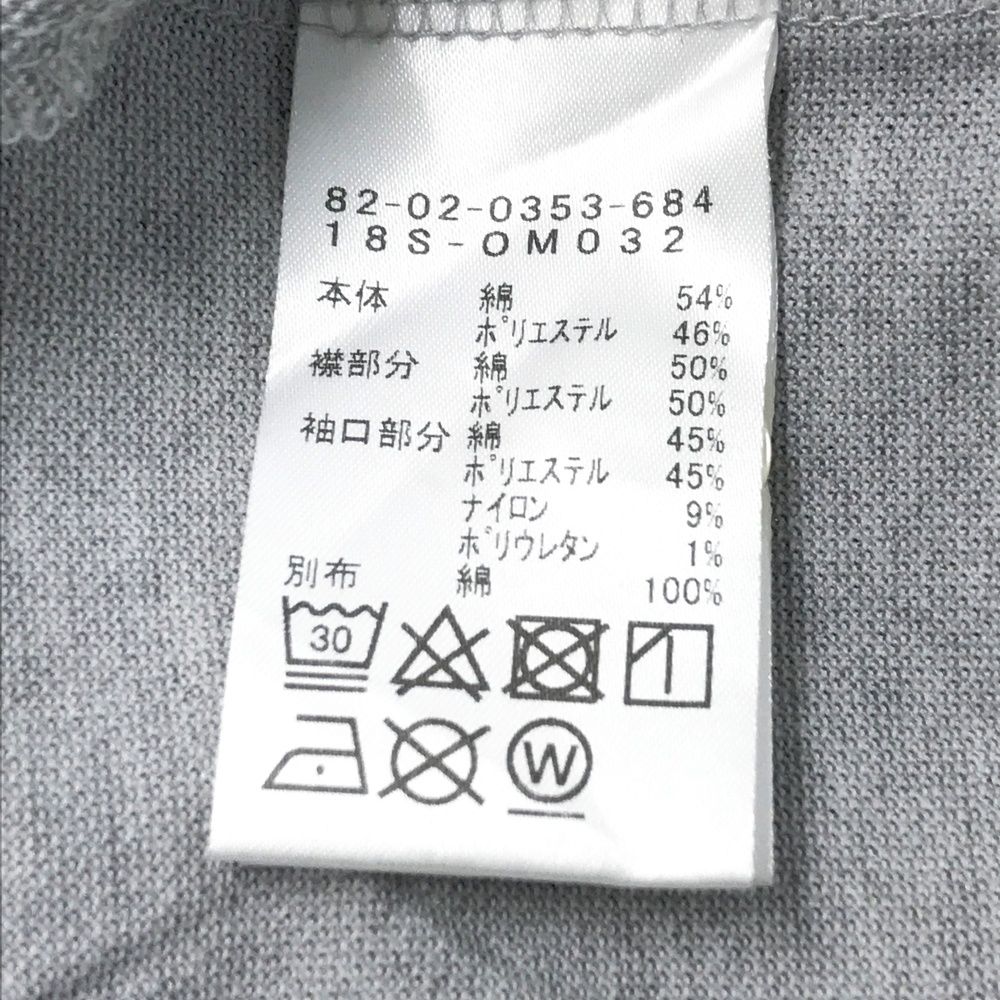 82-02-0353-684
18S-OM032
本体 綿 54%
ポリエステル 46%
襟部分 綿 50%
ポリエステル 50%
袖口部分 綿 45%
ポリエステル 45%
ナイロン 9%
ポリウレタン 1%
別布 綿 100%
30
W